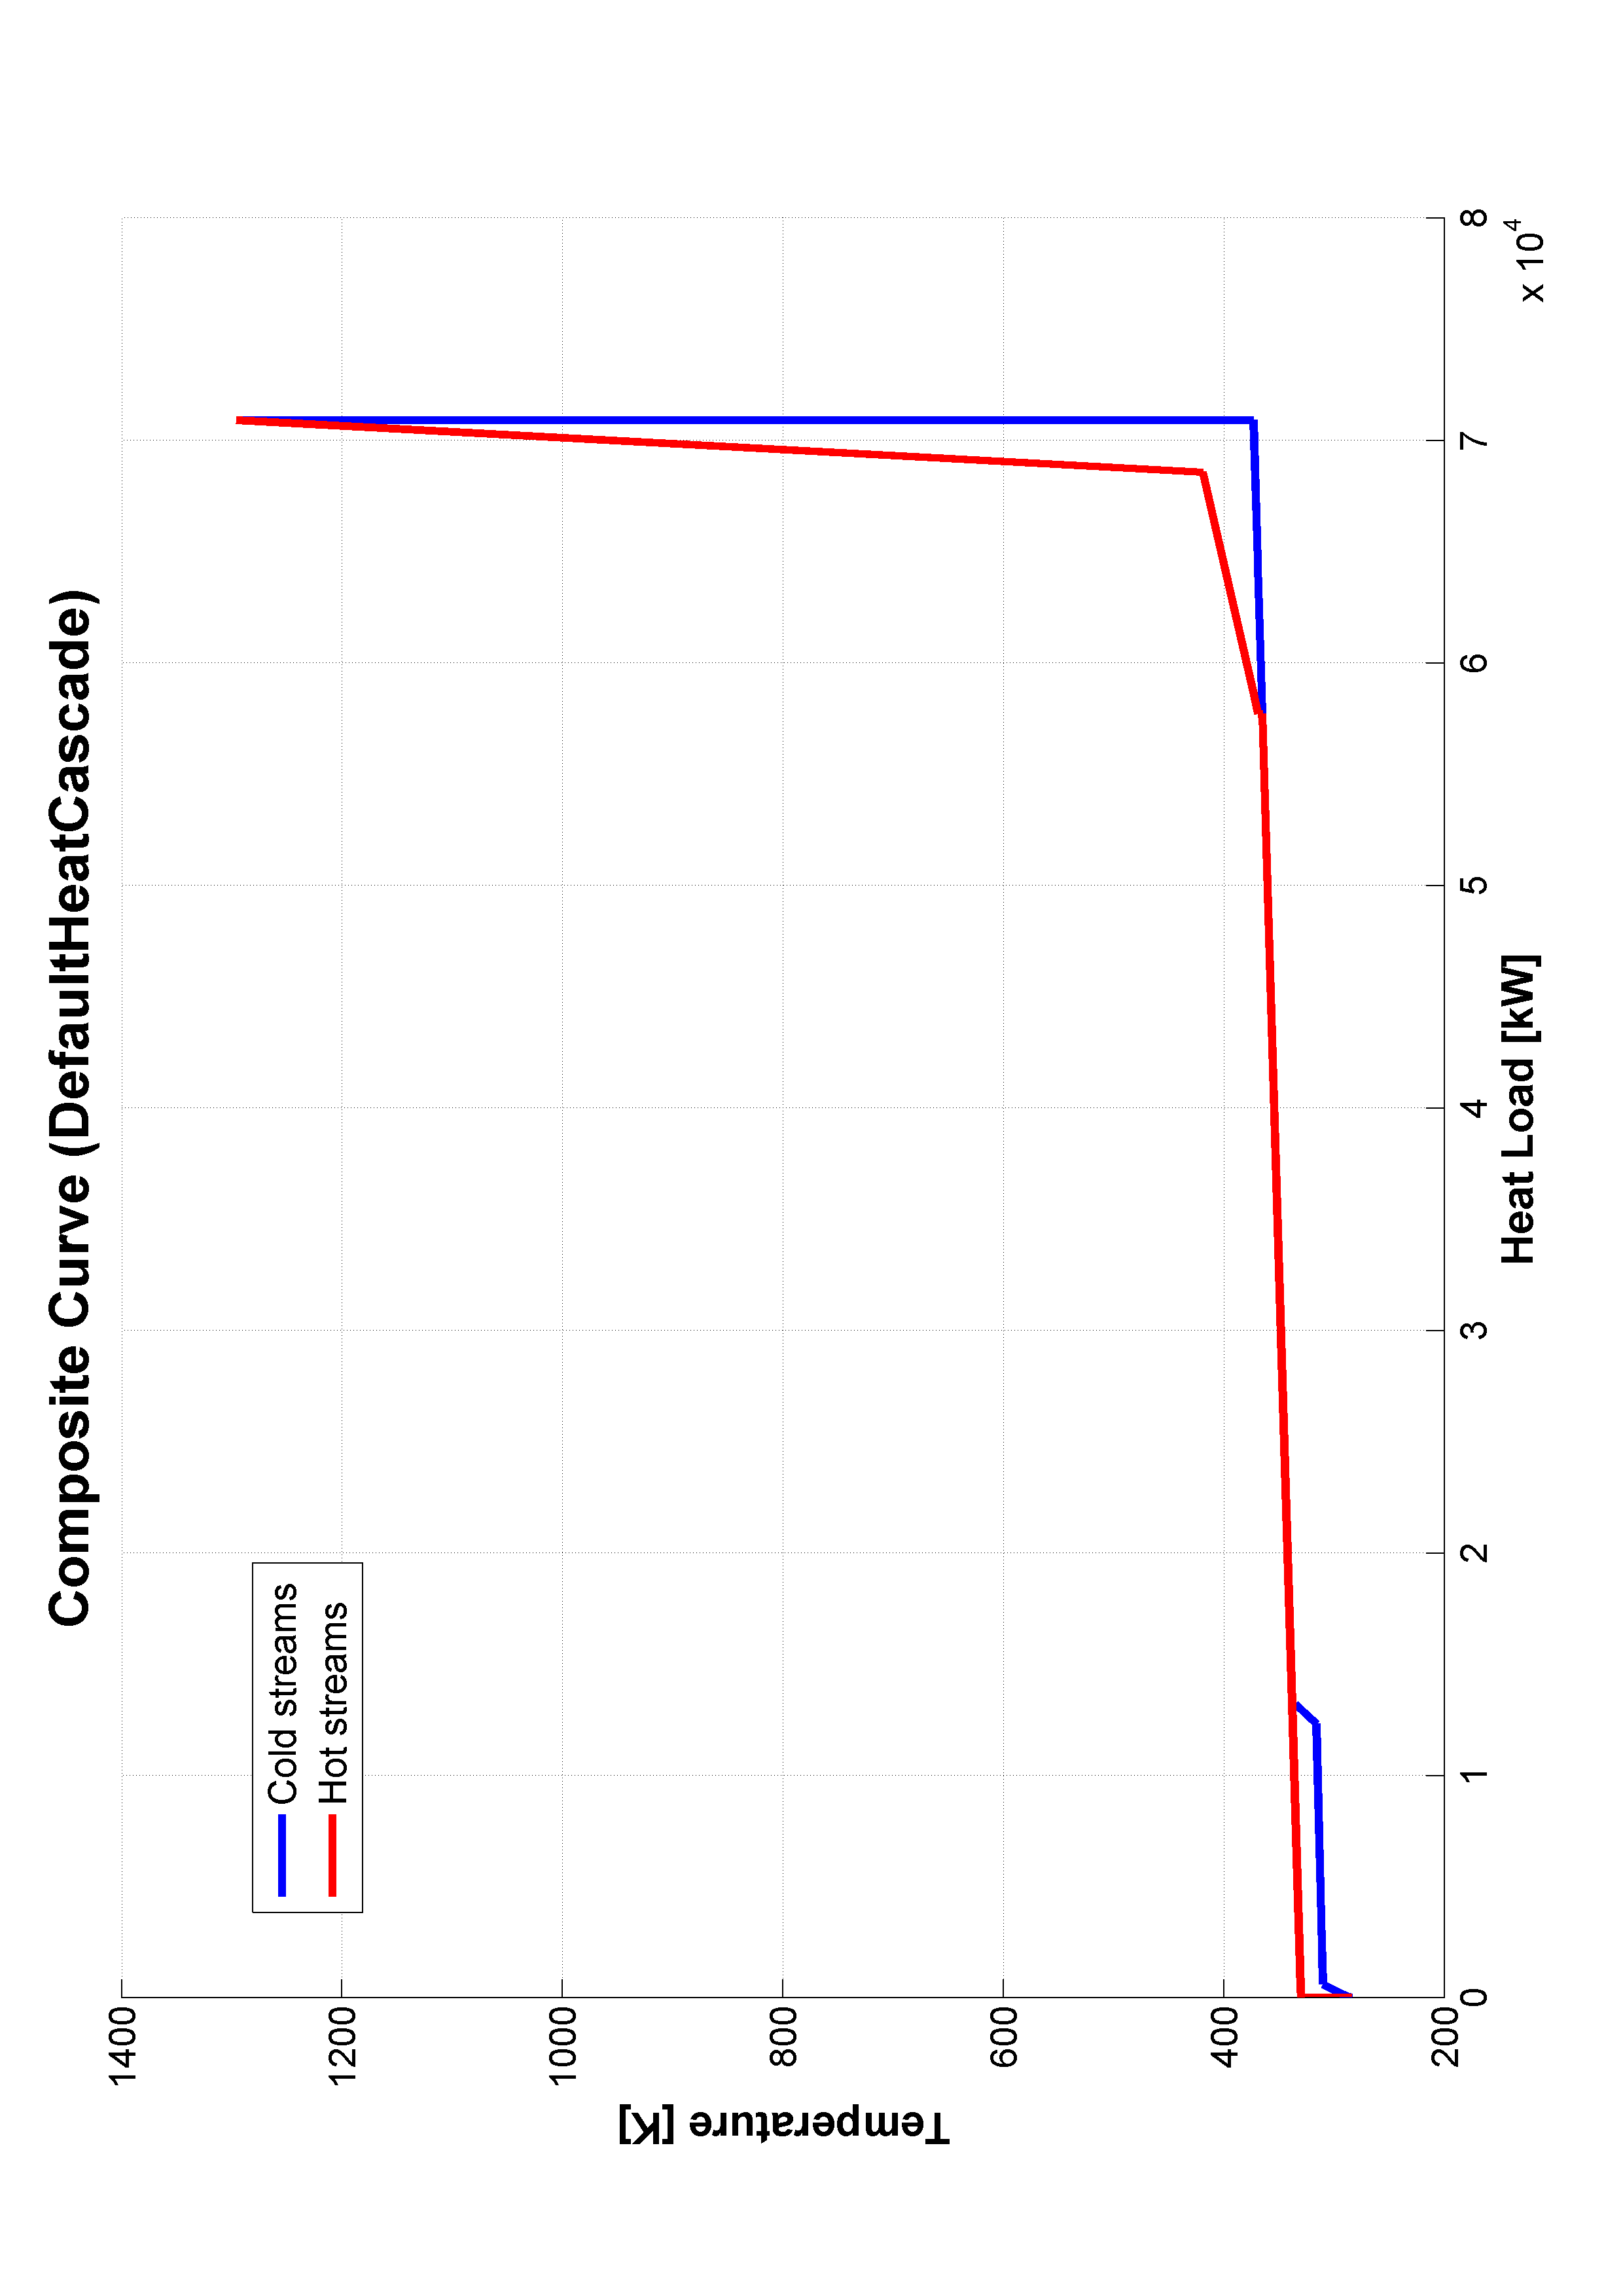 Composite Curve (DefaultHeatCascade)
Cold streams
Hot streams
Temperature [K]
1400
1200
1000
800
600
400
200
0
1
2
3
4
5
6
7
8
x 10^4
Heat Load [kW]